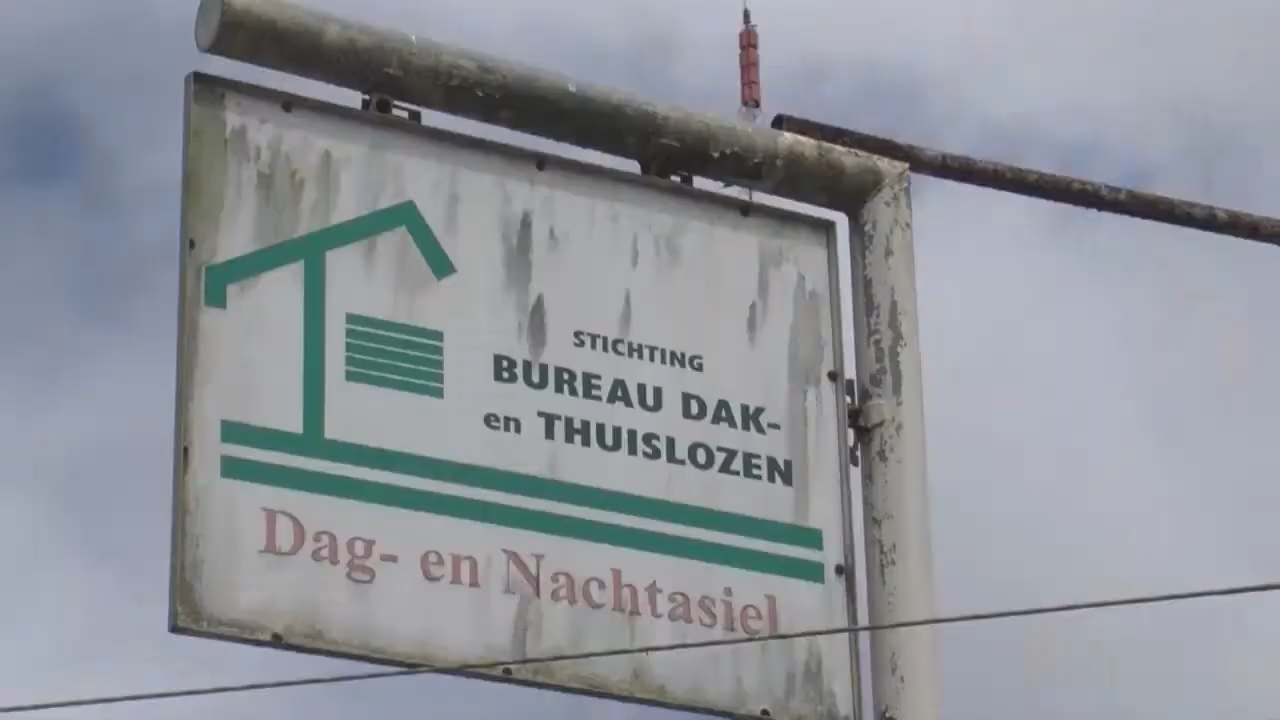 STICHTING
BUREAU DAK-
en THUISLOZEN
Dag- en Nachtasiel